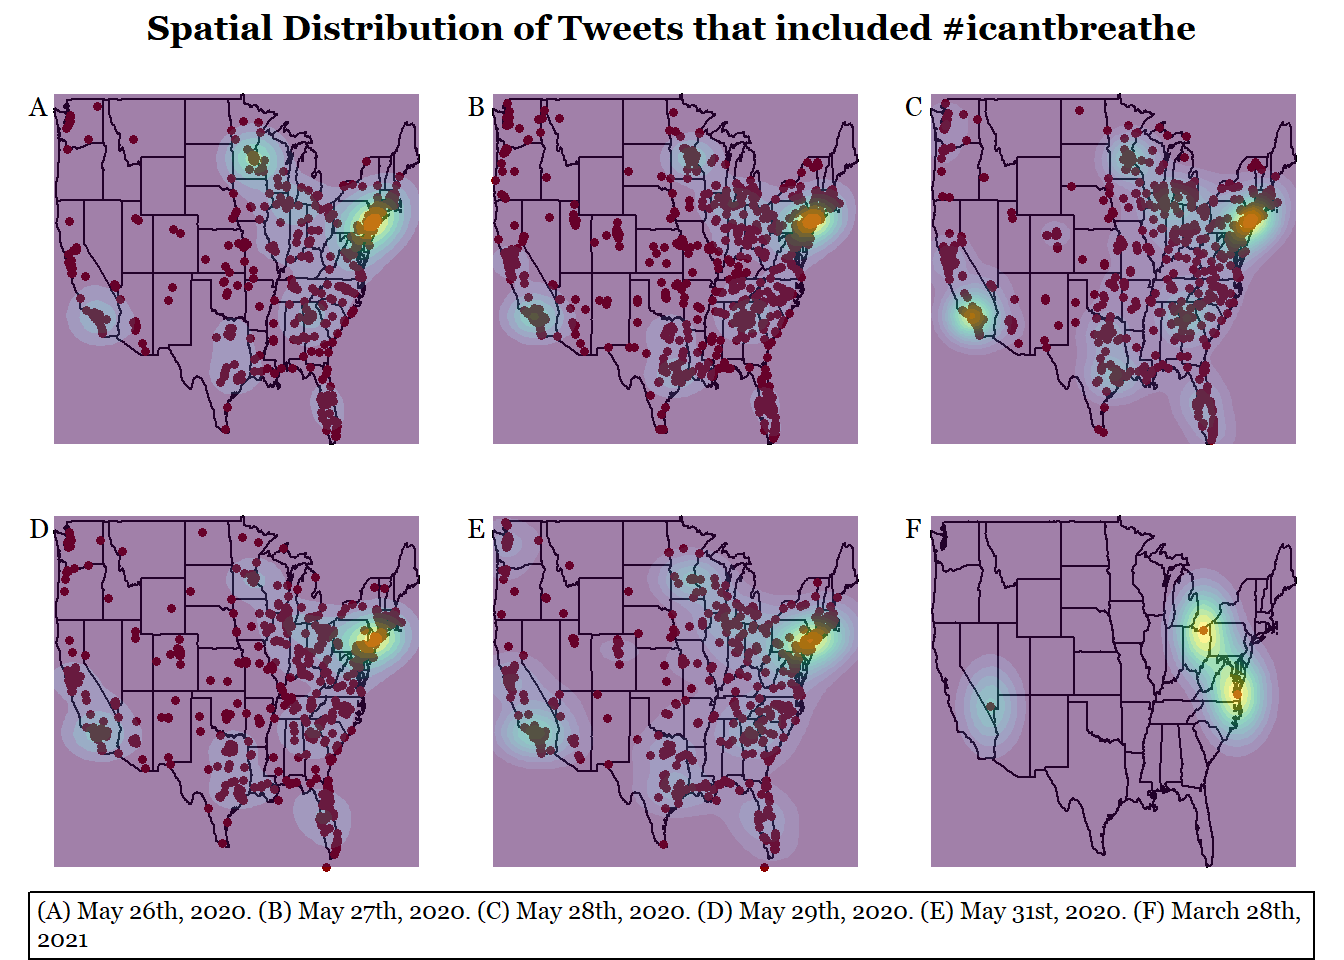 Spatial Distribution of Tweets that included #icantbreathe
A
B
C
D
E
F
(A) May 26th, 2020. (B) May 27th, 2020. (C) May 28th, 2020. (D) May 29th, 2020. (E) May 31st, 2020. (F) March 28th,
2021